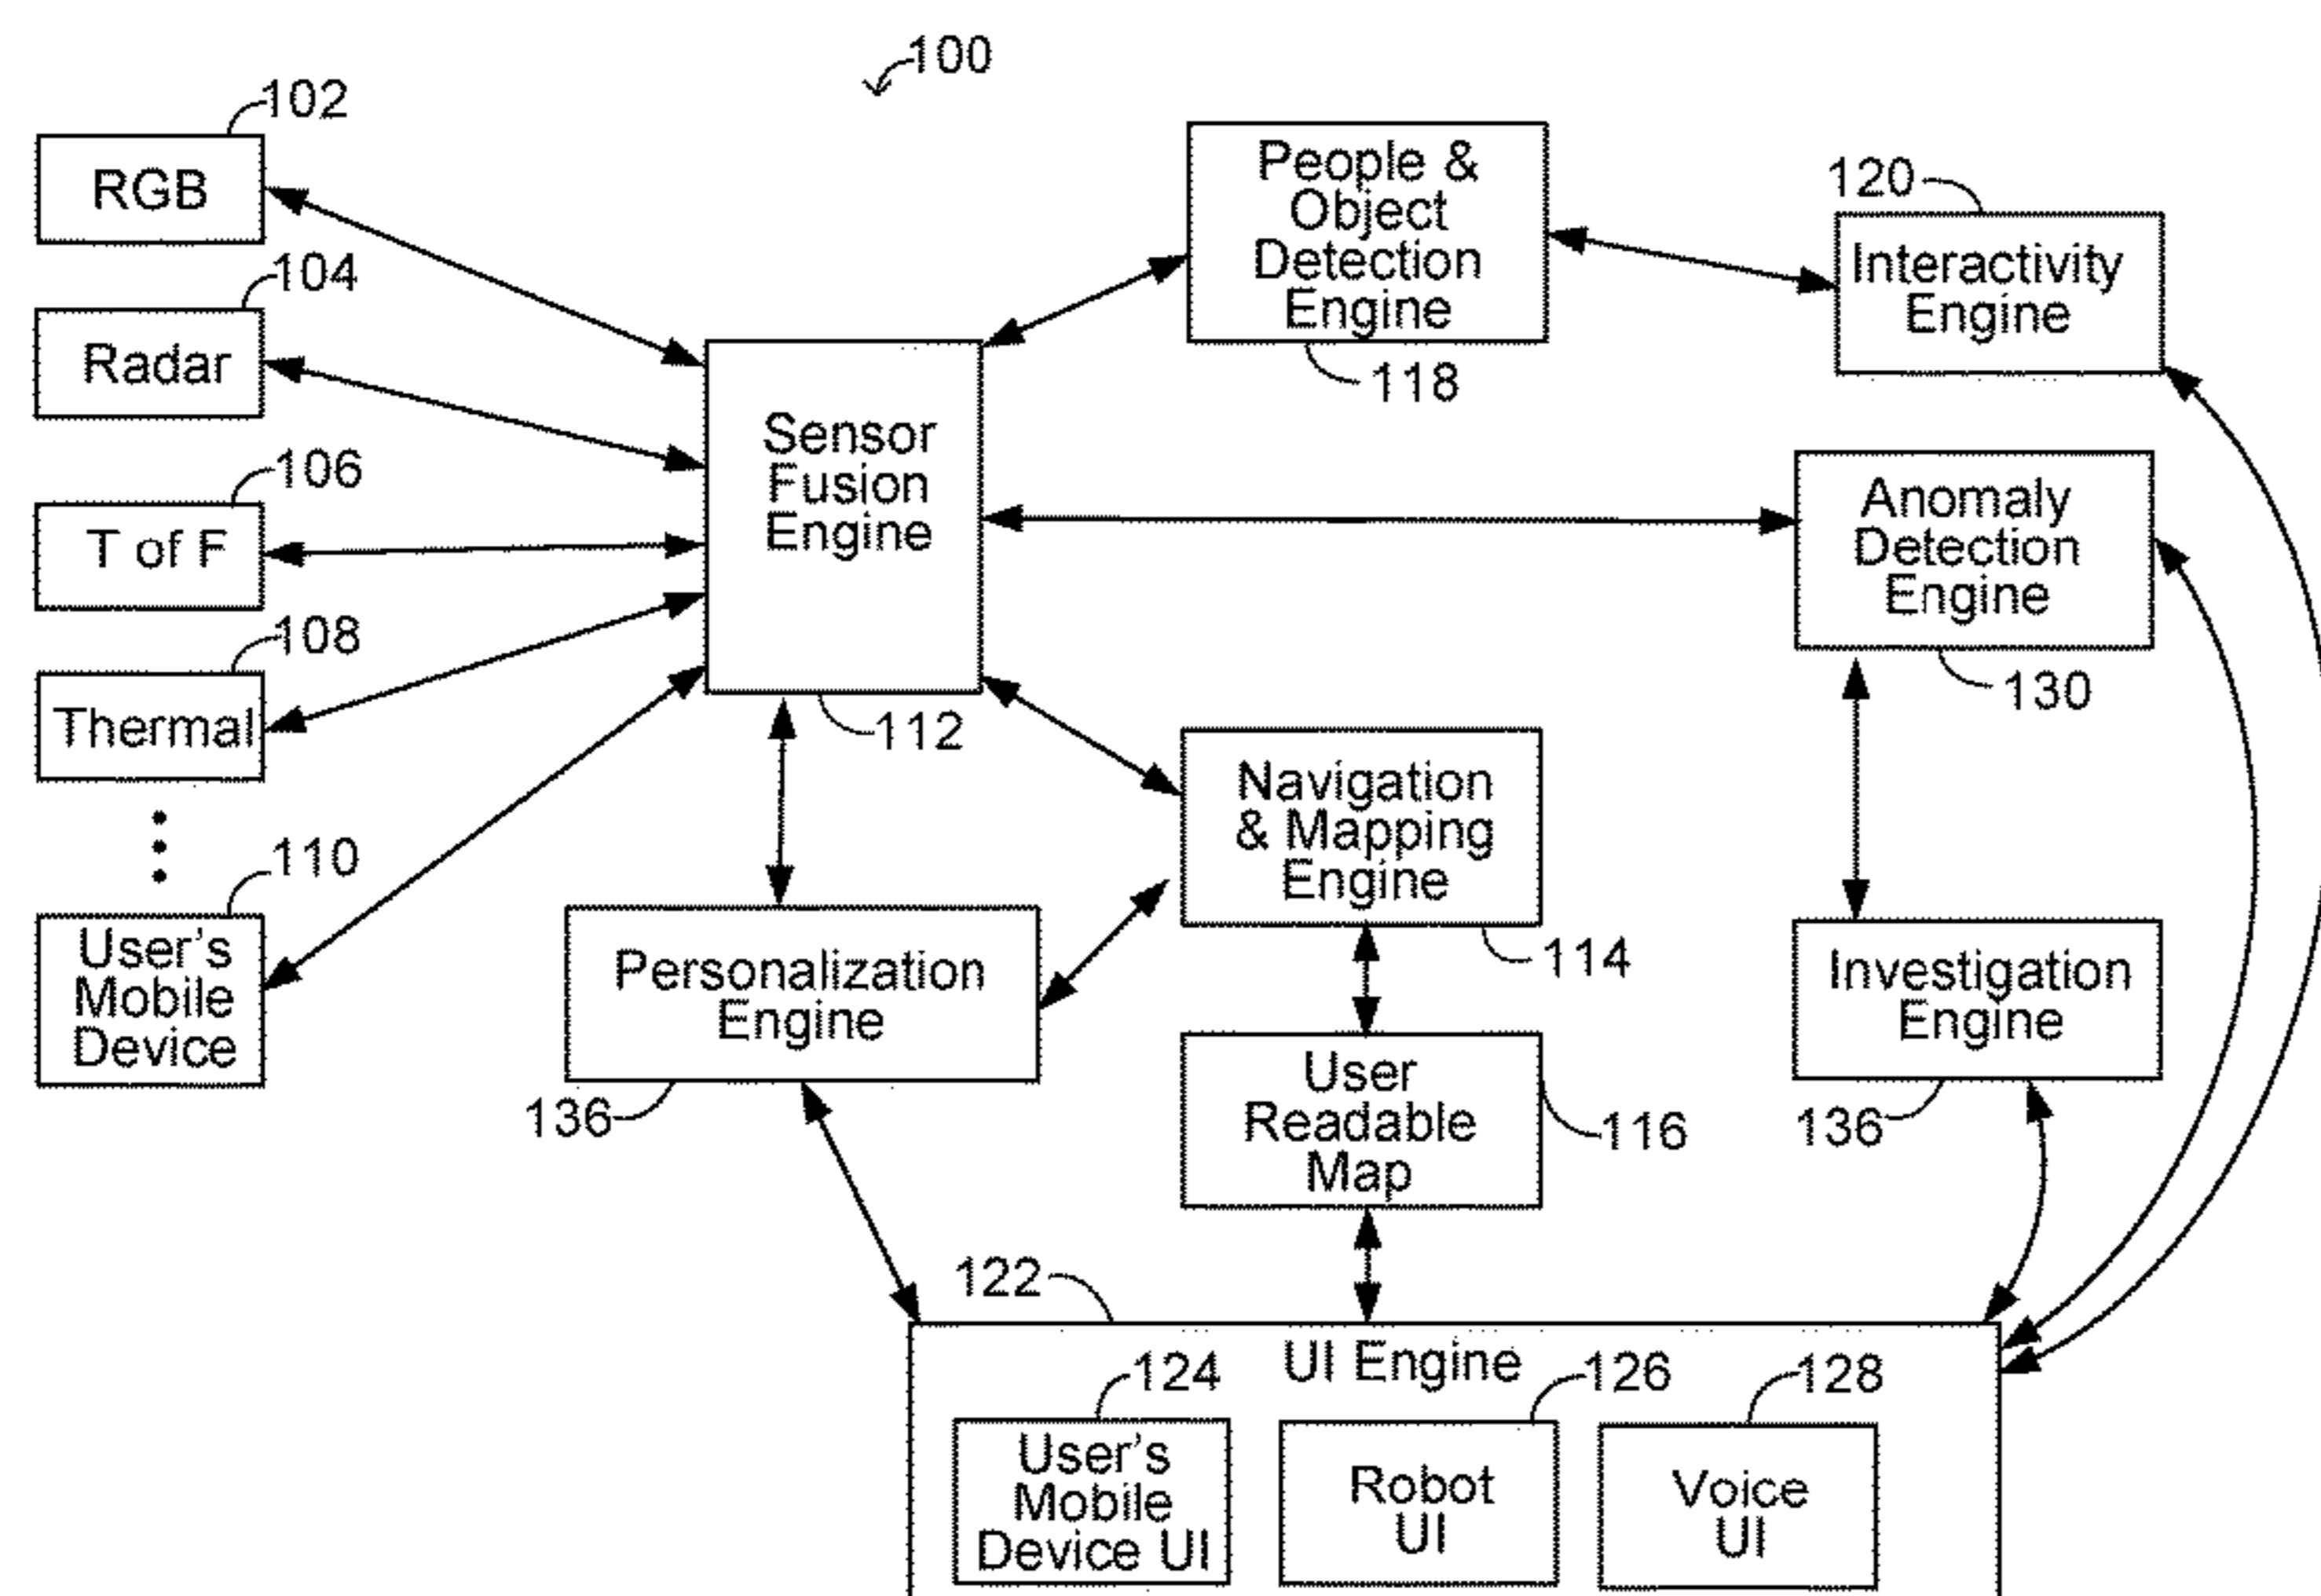 100
102
RGB
104
Radar
106
T of F
108
Thermal
110
User's
Mobile
Device
Sensor
Fusion
Engine
112
People &
Object
Detection
Engine
118
120
Interactivity
Engine
Anomaly
Detection
Engine
130
Navigation
& Mapping
Engine
114
Personalization
Engine
136
User
Readable
Map
116
Investigation
Engine
136
122
UI Engine
124
User's
Mobile
Device UI
126
Robot
UI
128
Voice
UI